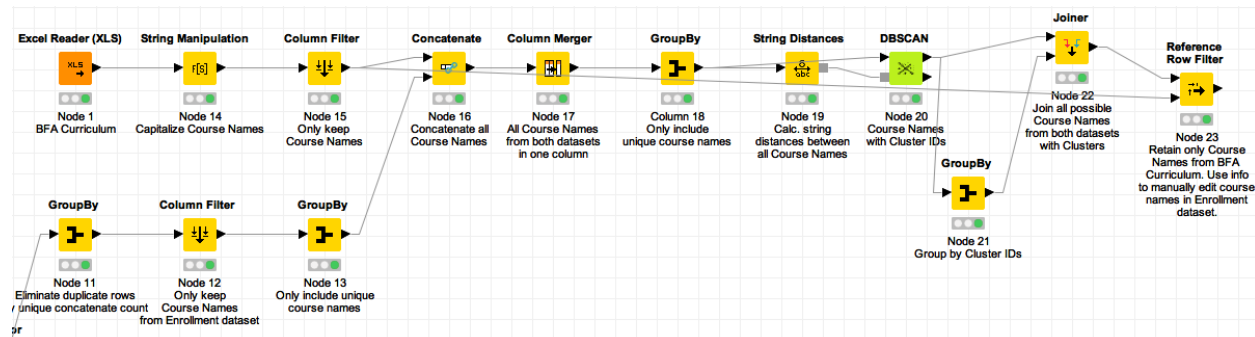 Excel Reader (XLS)
XLS
Node 1
BFA Curriculum
String Manipulation
Node 14
Capitalize Course Names
Column Filter
Node 15
Only keep
Course Names
Concatenate
Node 16
Concatenate all
Course Names
Column Merger
Node 17
All Course Names
from both datasets
in one column
GroupBy
Column 18
Only include
unique course names
String Distances
abc
Node 19
Calc. string
distances between
all Course Names
DBSCAN
Node 20
Course Names
with Cluster IDs
Joiner
Node 22
Join all possible
Course Names
from both datasets
with Clusters
Reference
Row Filter
Node 23
Retain only Course
Names from BFA
Curriculum. Use info
to manually edit course
names in Enrollment
dataset.
GroupBy
Node 21
Group by Cluster IDs
GroupBy
Node 11
Eliminate duplicate rows
unique concatenate count
Column Filter
Node 12
Only keep
Course Names
from Enrollment dataset
GroupBy
Node 13
Only include unique
course names